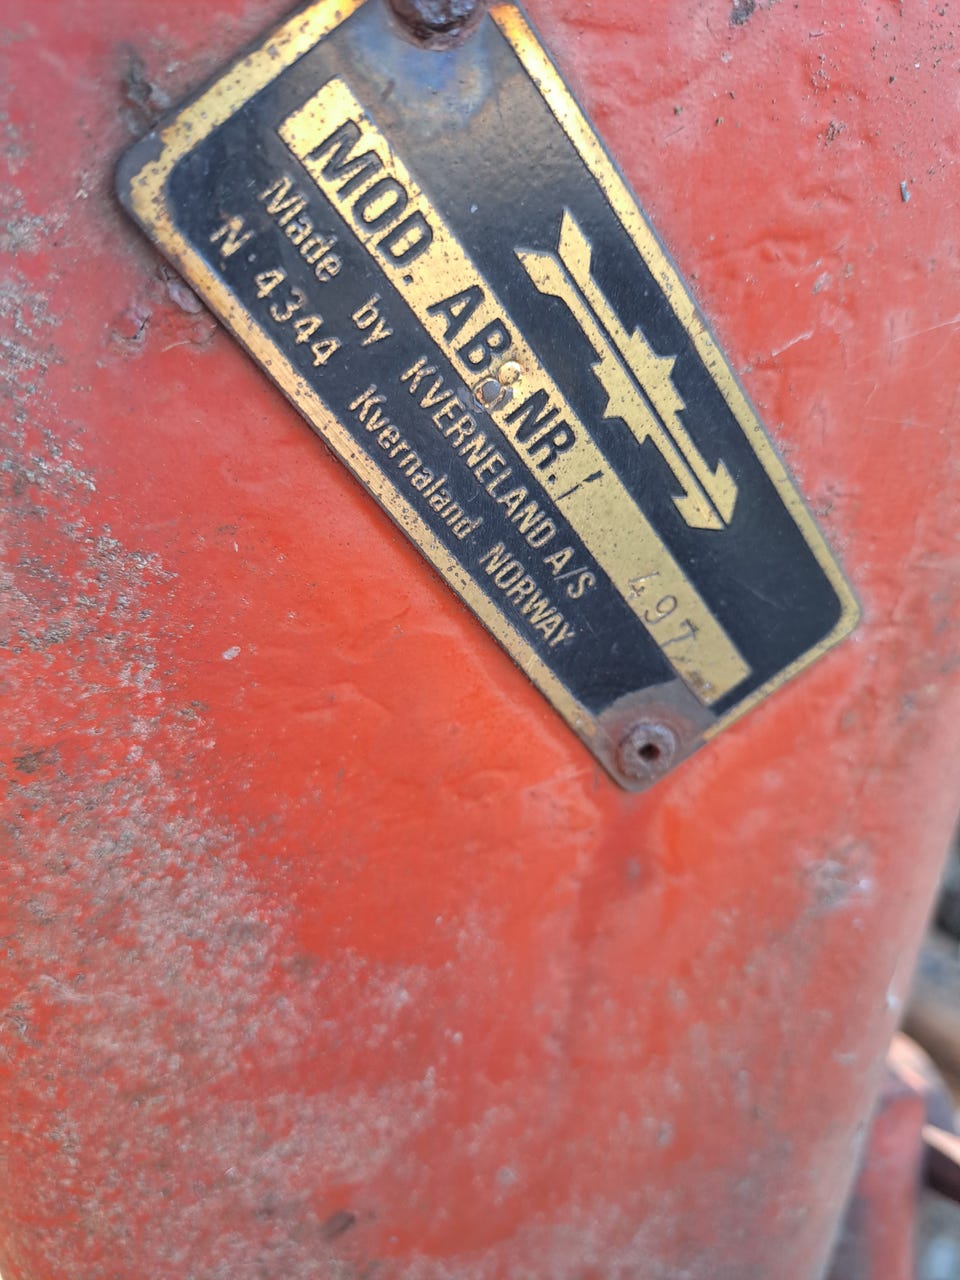 MOD. AB NR. 497
Made by KVERNELAND A/S
N·4344 Kvernaland NORWAY